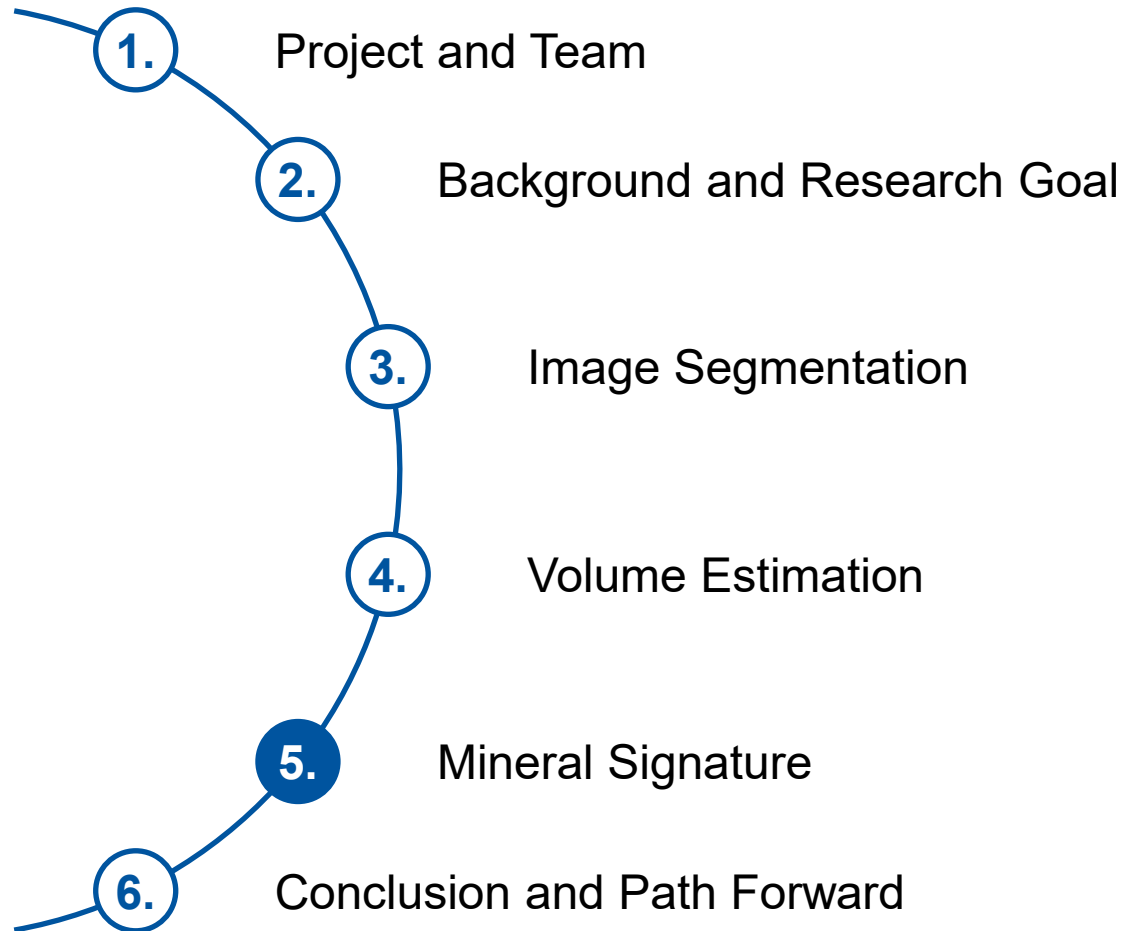 1. Project and Team
2. Background and Research Goal
3. Image Segmentation
4. Volume Estimation
5. Mineral Signature
6. Conclusion and Path Forward